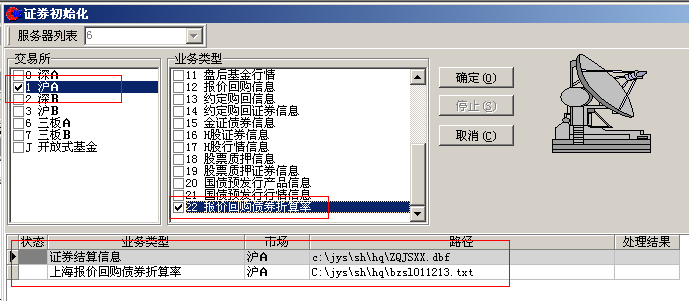 证券初始化
服务器列表 6
交易所
0 深A
1 沪A
2 深B
3 沪B
6 三板A
7 三板B
J 开放式基金
业务类型
11 盘后基金行情
12 报价回购信息
13 约定购回信息
14 约定购回证券信息
15 金证债券信息
16 H股证券信息
17 H股行情信息
18 股票质押信息
19 股票质押证券信息
20 国债预发行产品信息
21 国债预发行行情信息
22 报价回购债券折算率
确定(O)
停止(S)
取消(C)
状态 业务类型 市场 路径 处理结果
证券结算信息 沪A c:\jys\sh\hq\ZQJSXX.dbf
上海报价回购债券折算率 沪A C:\jys\sh\hq\bzsl011213.txt